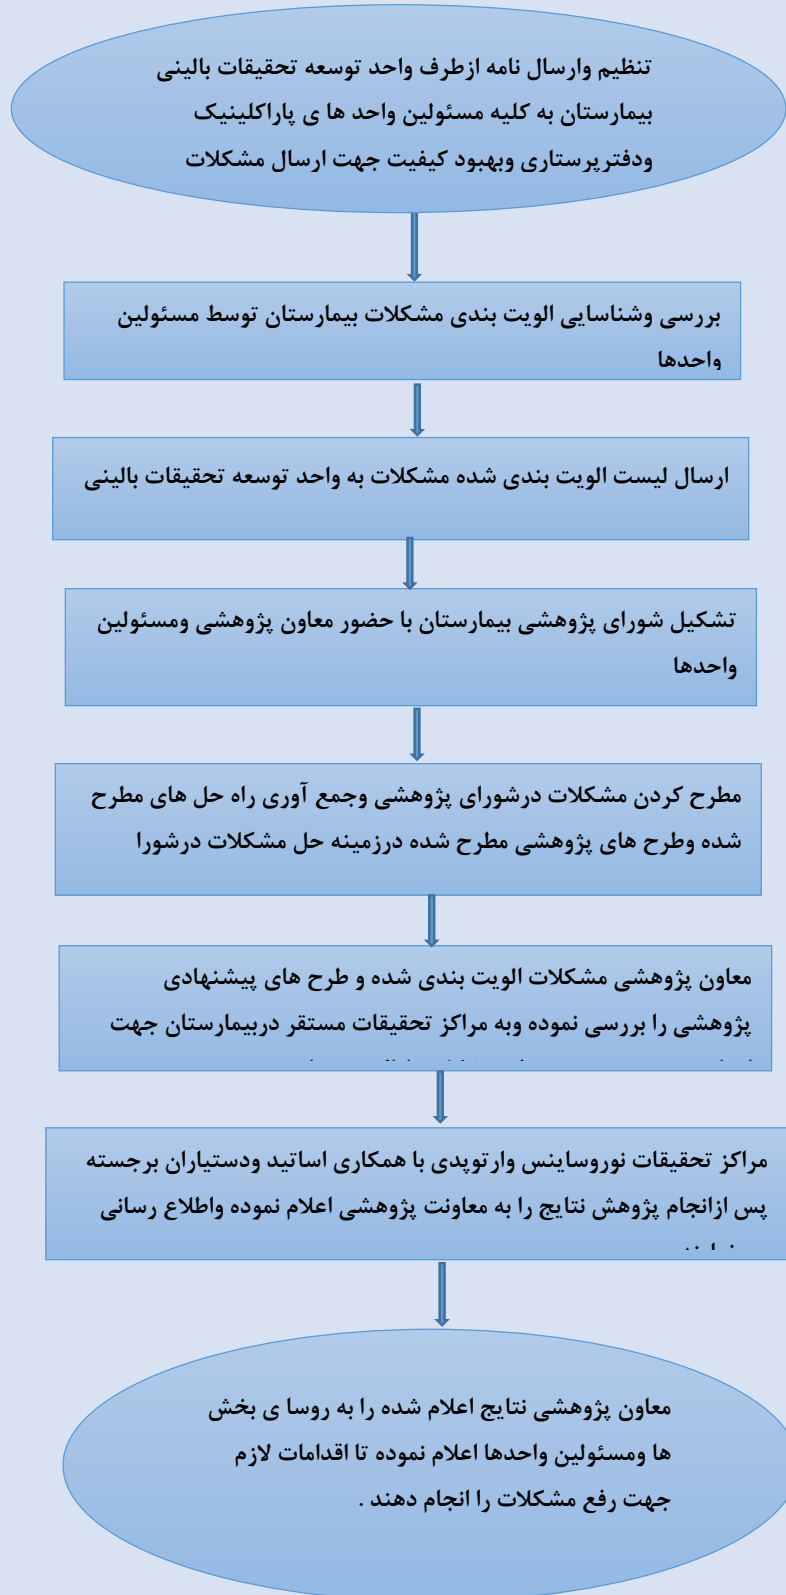 تنظیم وارسال نامه ازطرف واحد توسعه تحقیقات بالینی
بیمارستان به کلیه مسئولین واحد ها ی پاراکلینیک
ودفترپرستاری وبهبود کیفیت جهت ارسال مشکلات
بررسی وشناسایی الویت بندی مشکلات بیمارستان توسط مسئولین
واحدها
ارسال لیست الویت بندی شده مشکلات به واحد توسعه تحقیقات بالینی
تشکیل شورای پژوهشی بیمارستان با حضور معاون پژوهشی ومسئولین
واحدها
مطرح کردن مشکلات درشورای پژوهشی وجمع آوری راه حل های مطرح
شده وطرح های پژوهشی مطرح شده درزمینه حل مشکلات درشورا
معاون پژوهشی مشکلات الویت بندی شده و طرح های پیشنهادی
پژوهشی را بررسی نموده وبه مراکز تحقیقات مستقر دربیمارستان جهت
مراکز تحقیقات نوروساینس وارتوپدی با همکاری اساتید ودستیاران برجسته
پس ازانجام پژوهش نتایج را به معاونت پژوهشی اعلام نموده واطلاع رسانی
معاون پژوهشی نتایج اعلام شده را به روسا ی بخش
ها ومسئولین واحدها اعلام نموده تا اقدامات لازم
جهت رفع مشکلات را انجام دهند .